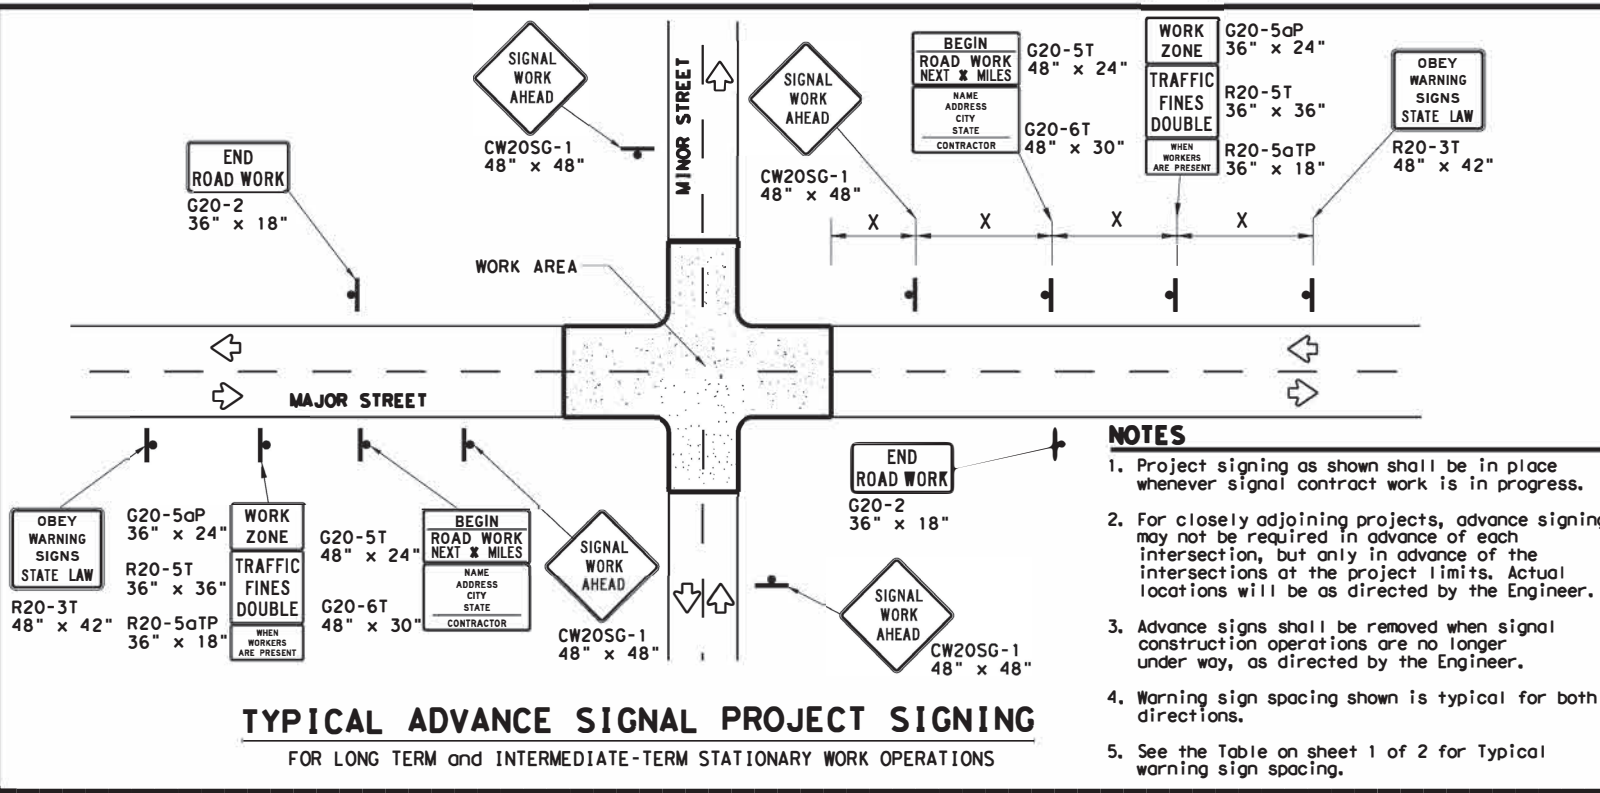 SIGNAL
WORK
AHEAD
CW20SG-1
48" x 48"
MINOR STREET
SIGNAL
WORK
AHEAD
CW20SG-1
48" x 48"
BEGIN
ROAD WORK
NEXT X MILES
NAME
ADDRESS
CITY
STATE
CONTRACTOR
G20-5T
48" x 24"
G20-6T
48" x 30"
WORK
ZONE
TRAFFIC
FINES
DOUBLE
WHEN
WORKERS
ARE PRESENT
G20-5aP
36" x 24"
R20-5T
36" x 36"
R20-5aTP
36" x 18"
OBEY
WARNING
SIGNS
STATE LAW
R20-3T
48" x 42"
END
ROAD WORK
G20-2
36" x 18"
X X X X
WORK AREA
MAJOR STREET
OBEY
WARNING
SIGNS
STATE LAW
R20-3T
48" x 42"
G20-5aP
36" x 24"
R20-5T
36" x 36"
R20-5aTP
36" x 18"
WORK
ZONE
TRAFFIC
FINES
DOUBLE
WHEN
WORKERS
ARE PRESENT
G20-5T
48" x 24"
G20-6T
48" x 30"
BEGIN
ROAD WORK
NEXT X MILES
NAME
ADDRESS
CITY
STATE
CONTRACTOR
SIGNAL
WORK
AHEAD
CW20SG-1
48" x 48"
END
ROAD WORK
G20-2
36" x 18"
SIGNAL
WORK
AHEAD
CW20SG-1
48" x 48"
NOTES
1. Project signing as shown shall be in place
whenever signal contract work is in progress.
2. For closely adjoining projects, advance signing
may not be required in advance of each
intersection, but only in advance of the
intersections at the project limits. Actual
locations will be as directed by the Engineer.
3. Advance signs shall be removed when signal
construction operations are no longer
under way, as directed by the Engineer.
4. Warning sign spacing shown is typical for both
directions.
5. See the Table on sheet 1 of 2 for Typical
warning sign spacing.
TYPICAL ADVANCE SIGNAL PROJECT SIGNING
FOR LONG TERM and INTERMEDIATE-TERM STATIONARY WORK OPERATIONS